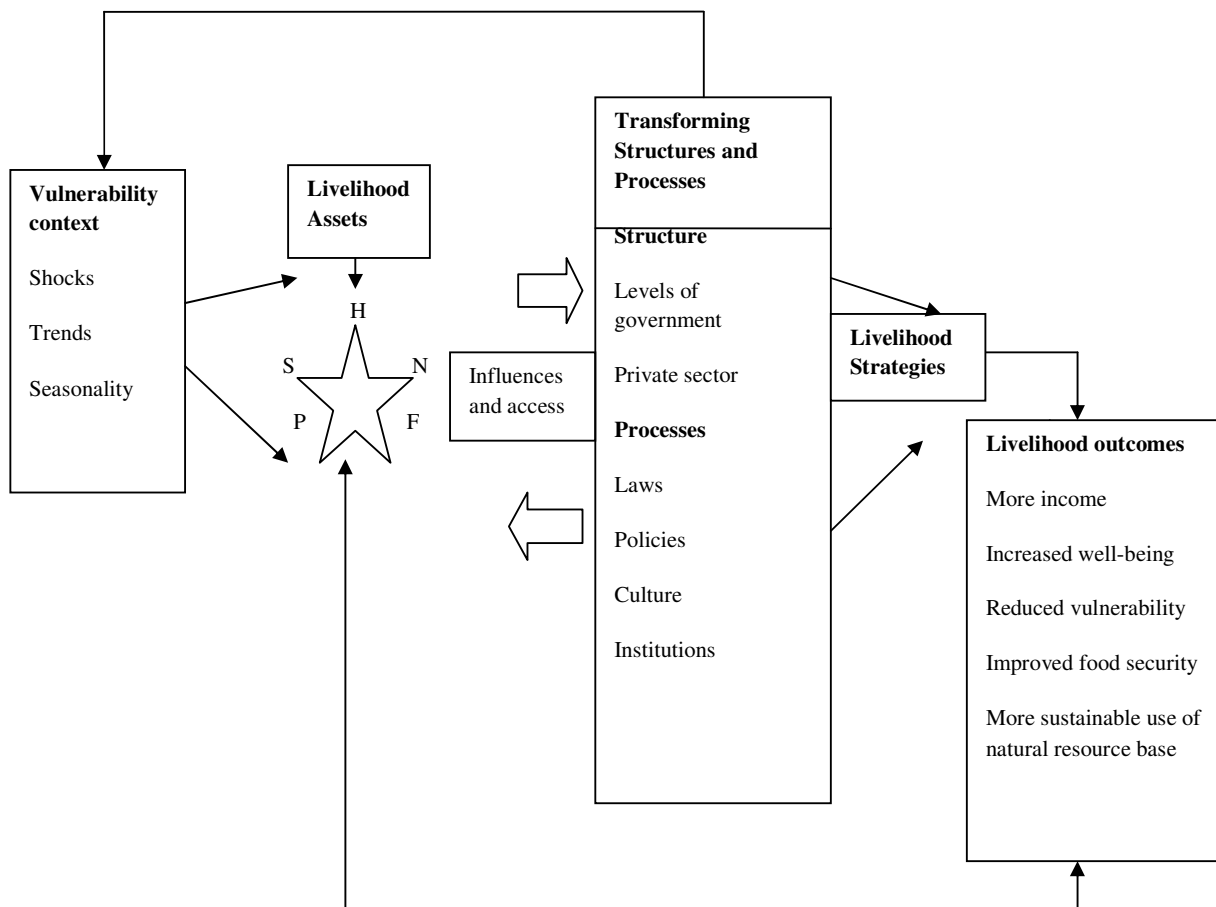 Vulnerability
context
Shocks
Trends
Seasonality
Livelihood
Assets
H
S
N
P
F
Influences
and access
Transforming
Structures and
Processes
Structure
Levels of
government
Private sector
Processes
Laws
Policies
Culture
Institutions
Livelihood
Strategies
Livelihood outcomes
More income
Increased well-being
Reduced vulnerability
Improved food security
More sustainable use of
natural resource base